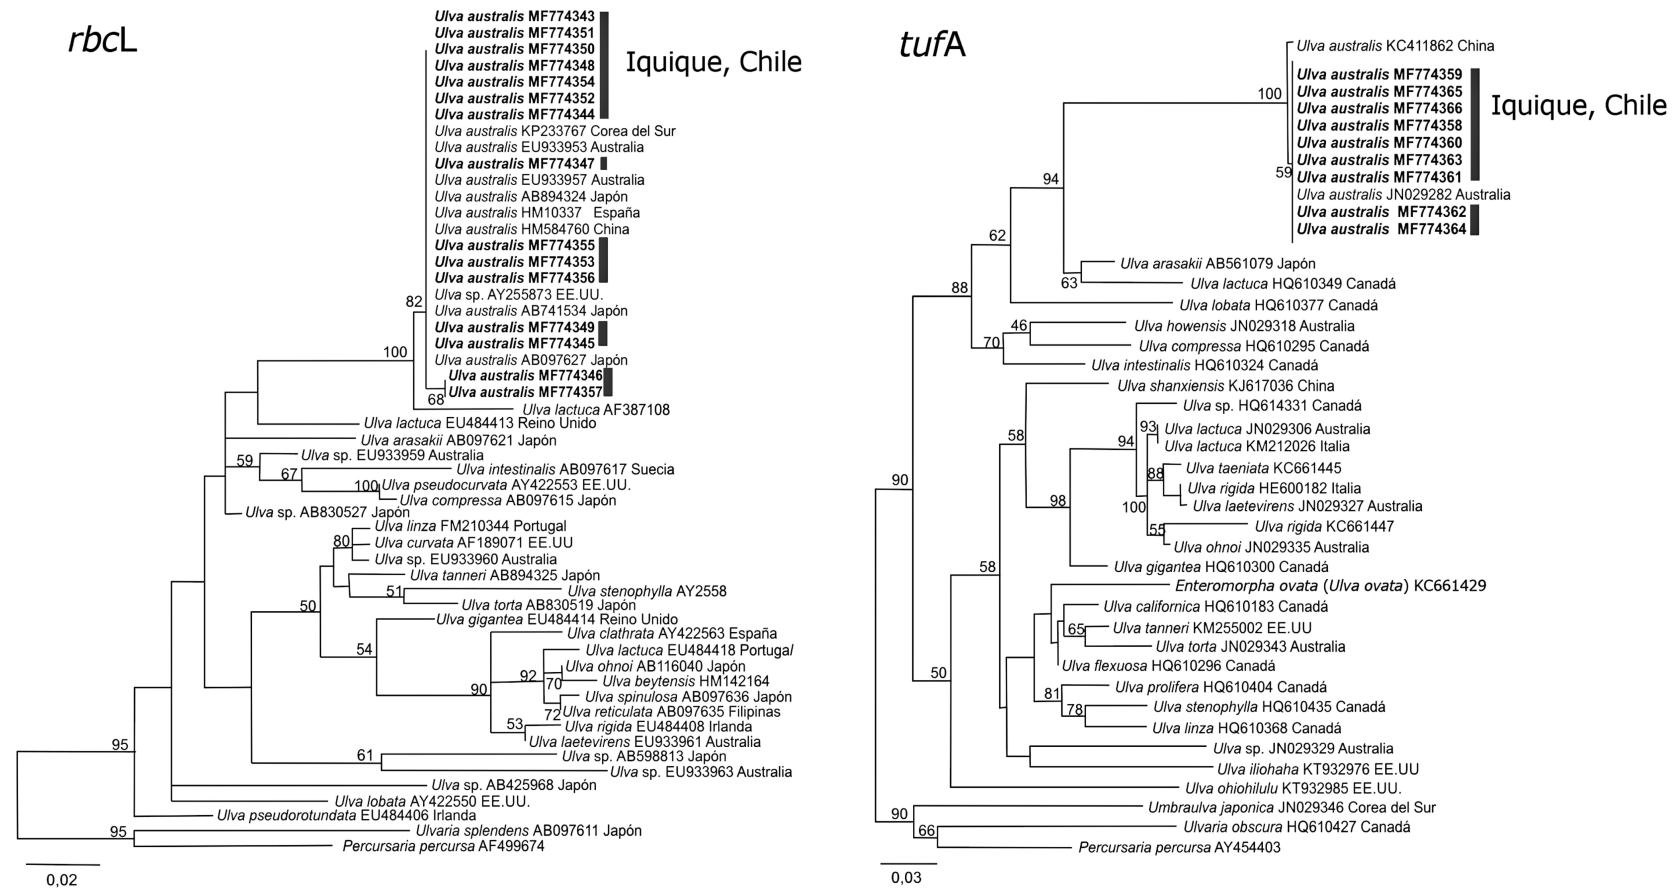 rbcL
Ulva australis MF774343
Ulva australis MF774351
Ulva australis MF774350
Ulva australis MF774348
Ulva australis MF774354
Ulva australis MF774352
Ulva australis MF774344
Iquique, Chile
Ulva australis KP233767 Corea del Sur
Ulva australis EU933953 Australia
Ulva australis MF774347
Ulva australis EU933957 Australia
Ulva australis AB894324 Japón
Ulva australis HM10337 España
Ulva australis HM584760 China
Ulva australis MF774355
Ulva australis MF774353
Ulva australis MF774356
Ulva sp. AY255873 EE.UU.
82
Ulva australis AB741534 Japón
Ulva australis MF774349
Ulva australis MF774345
100
Ulva australis AB097627 Japón
Ulva australis MF774346
Ulva australis MF774357
68
Ulva lactuca AF387108
Ulva lactuca EU484413 Reino Unido
Ulva arasakii AB097621 Japón
Ulva sp. EU933959 Australia
59
Ulva intestinalis AB097617 Suecia
67
100
Ulva pseudocurvata AY422553 EE.UU.
Ulva compressa AB097615 Japón
Ulva sp. AB830527 Japón
Ulva linza FM210344 Portugal
80
Ulva curvata AF189071 EE.UU
Ulva sp. EU933960 Australia
Ulva tanneri AB894325 Japón
51
Ulva stenophylla AY2558
50
Ulva torta AB830519 Japón
Ulva gigantea EU484414 Reino Unido
Ulva clathrata AY422563 España
54
Ulva lactuca EU484418 Portugal
Ulva ohnoi AB116040 Japón
92
70
Ulva beytensis HM142164
90
Ulva spinulosa AB097636 Japón
72
Ulva reticulata AB097635 Filipinas
53
Ulva rigida EU484408 Irlanda
Ulva laetevirens EU933961 Australia
95
61
Ulva sp. AB598813 Japón
Ulva sp. EU933963 Australia
Ulva sp. AB425968 Japón
Ulva lobata AY422550 EE.UU.
Ulva pseudorotundata EU484406 Irlanda
95
Ulvaria splendens AB097611 Japón
Percursaria percursa AF499674
0,02
tufA
Ulva australis KC411862 China
Ulva australis MF774359
100
Ulva australis MF774365
Ulva australis MF774366
Iquique, Chile
Ulva australis MF774358
Ulva australis MF774360
Ulva australis MF774363
59
Ulva australis MF774361
94
Ulva australis JN029282 Australia
Ulva australis MF774362
Ulva australis MF774364
62
Ulva arasakii AB561079 Japón
63
Ulva lactuca HQ610349 Canadá
88
Ulva lobata HQ610377 Canadá
46
Ulva howensis JN029318 Australia
70
Ulva compressa HQ610295 Canadá
Ulva intestinalis HQ610324 Canadá
Ulva shanxiensis KJ617036 China
Ulva sp. HQ614331 Canadá
93
Ulva lactuca JN029306 Australia
58
94
Ulva lactuca KM212026 Italia
88
Ulva taeniata KC661445
90
Ulva rigida HE600182 Italia
98
100
Ulva laetevirens JN029327 Australia
55
Ulva rigida KC661447
Ulva ohnoi JN029335 Australia
58
Ulva gigantea HQ610300 Canadá
Enteromorpha ovata (Ulva ovata) KC661429
Ulva californica HQ610183 Canadá
65
Ulva tanneri KM255002 EE.UU
Ulva torta JN029343 Australia
Ulva flexuosa HQ610296 Canadá
50
81
Ulva prolifera HQ610404 Canadá
78
Ulva stenophylla HQ610435 Canadá
Ulva linza HQ610368 Canadá
Ulva sp. JN029329 Australia
Ulva iliohaha KT932976 EE.UU
Ulva ohiohilulu KT932985 EE.UU.
90
Umbraulva japonica JN029346 Corea del Sur
66
Ulvaria obscura HQ610427 Canadá
Percursaria percursa AY454403
0,03